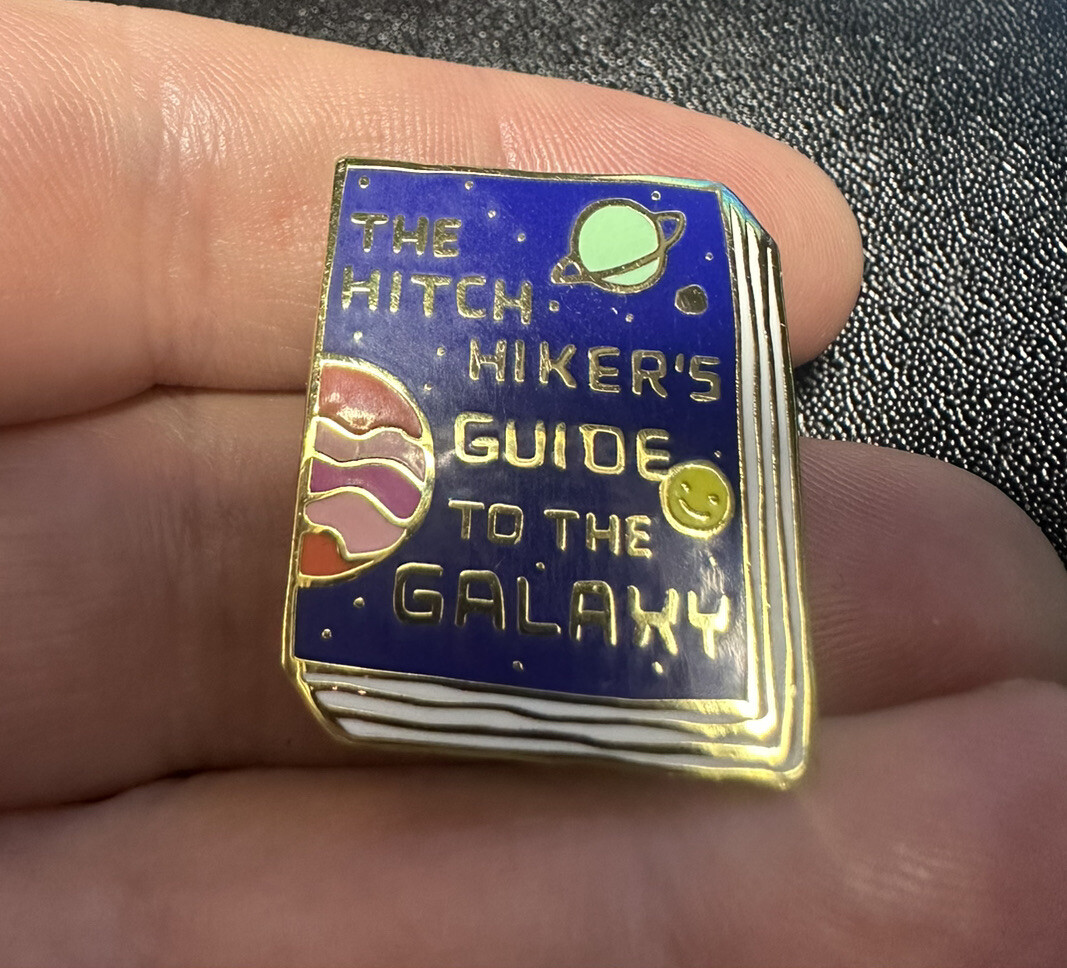 THE
HITCH
HIKER'S
GUIDE
TO THE
GALAXY